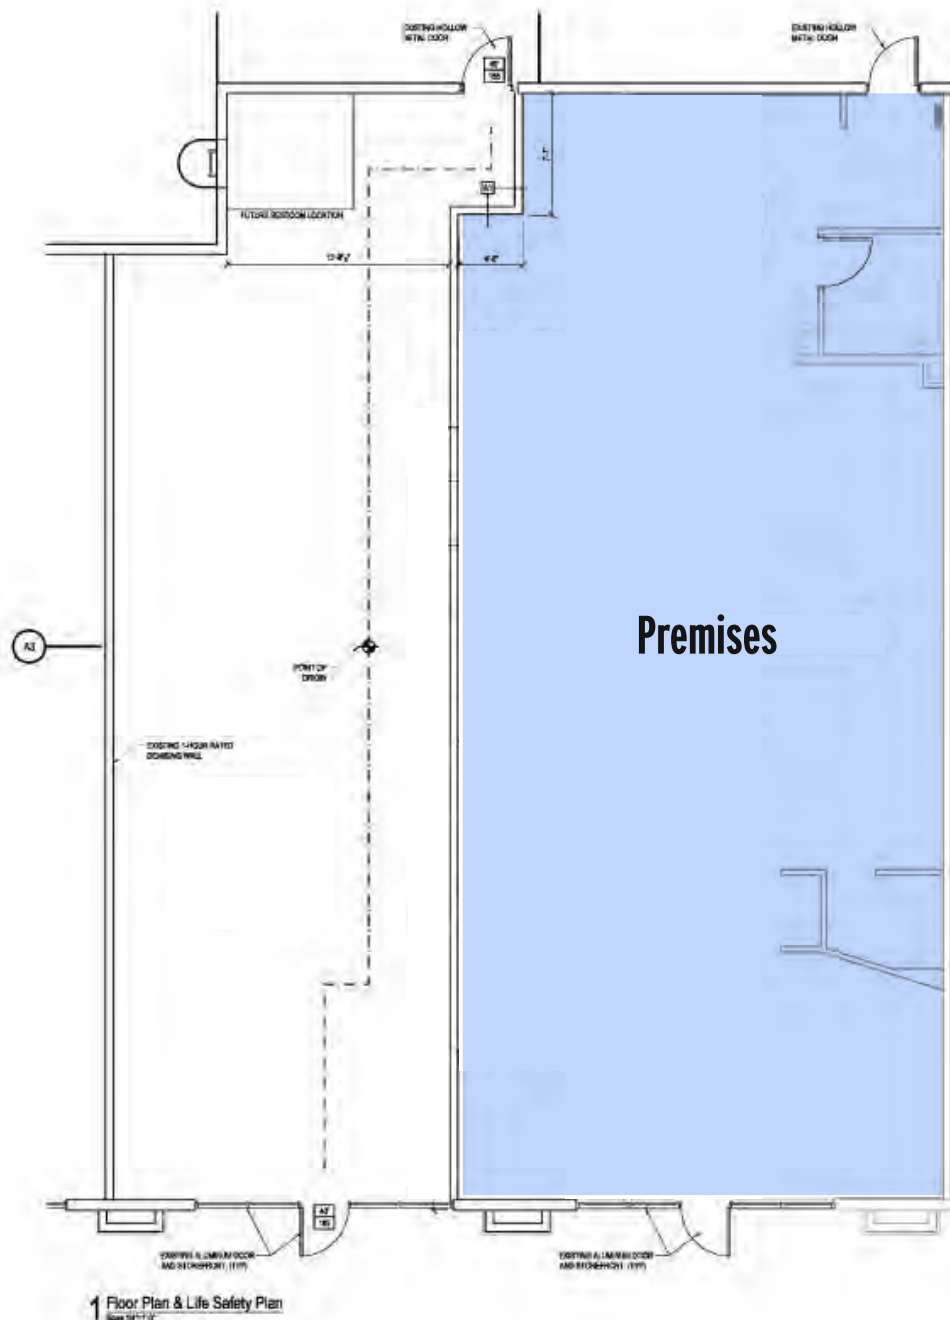 EXISTING HOLLOW
METAL DOOR
EXISTING HOLLOW
METAL DOOR
FUTURE RESTROOM LOCATION
Premises
A3
POINT OF
ORIGIN
EXISTING 1-HOUR RATED
DEMISING WALL
EXISTING ALUMINUM DOOR
AND STOREFRONT, (TYP)
EXISTING ALUMINUM DOOR
AND STOREFRONT, (TYP)
1 Floor Plan & Life Safety Plan